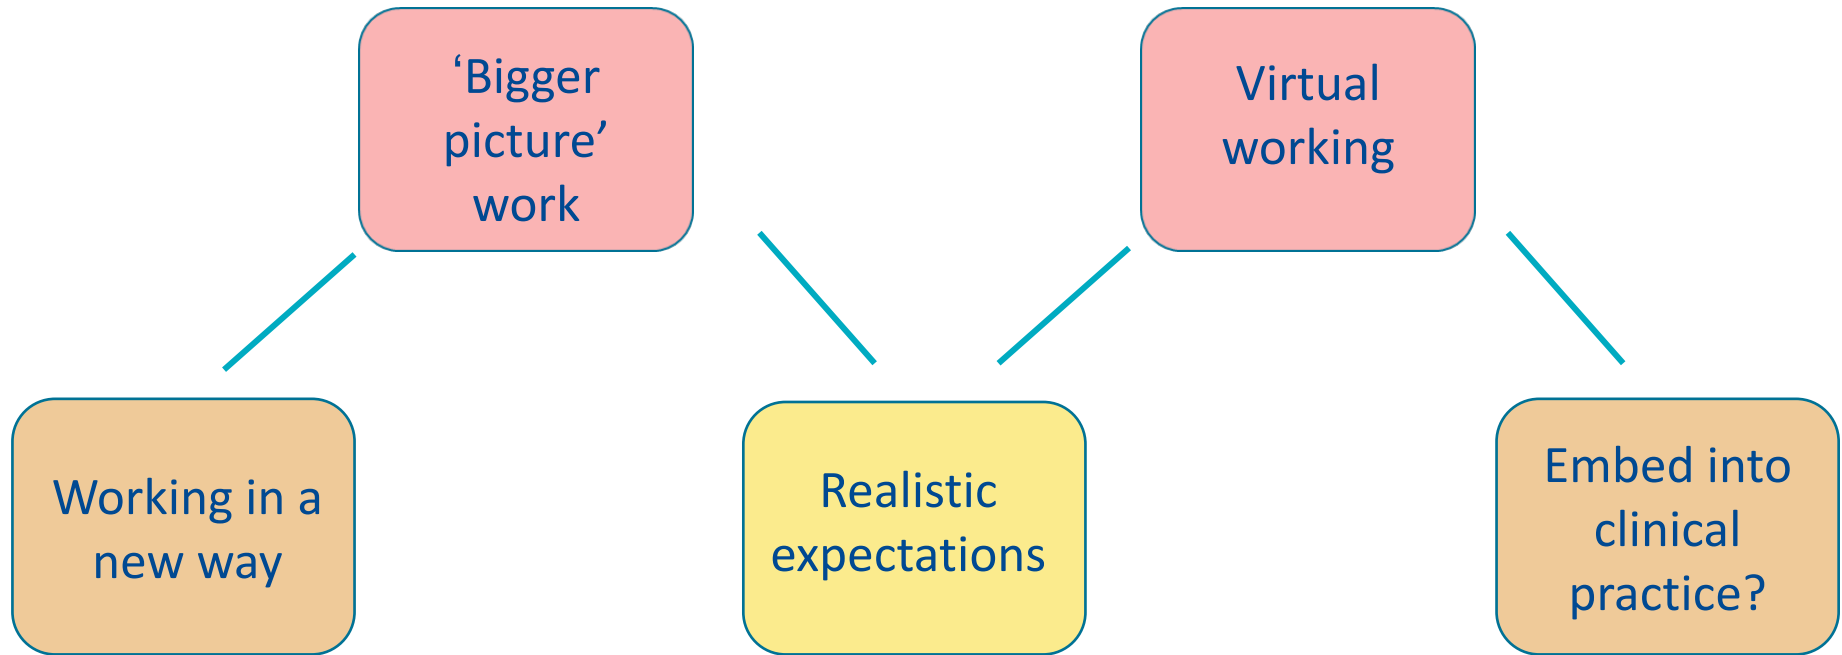 ‘Bigger
picture’
work
Virtual
working
Working in a
new way
Realistic
expectations
Embed into
clinical
practice?